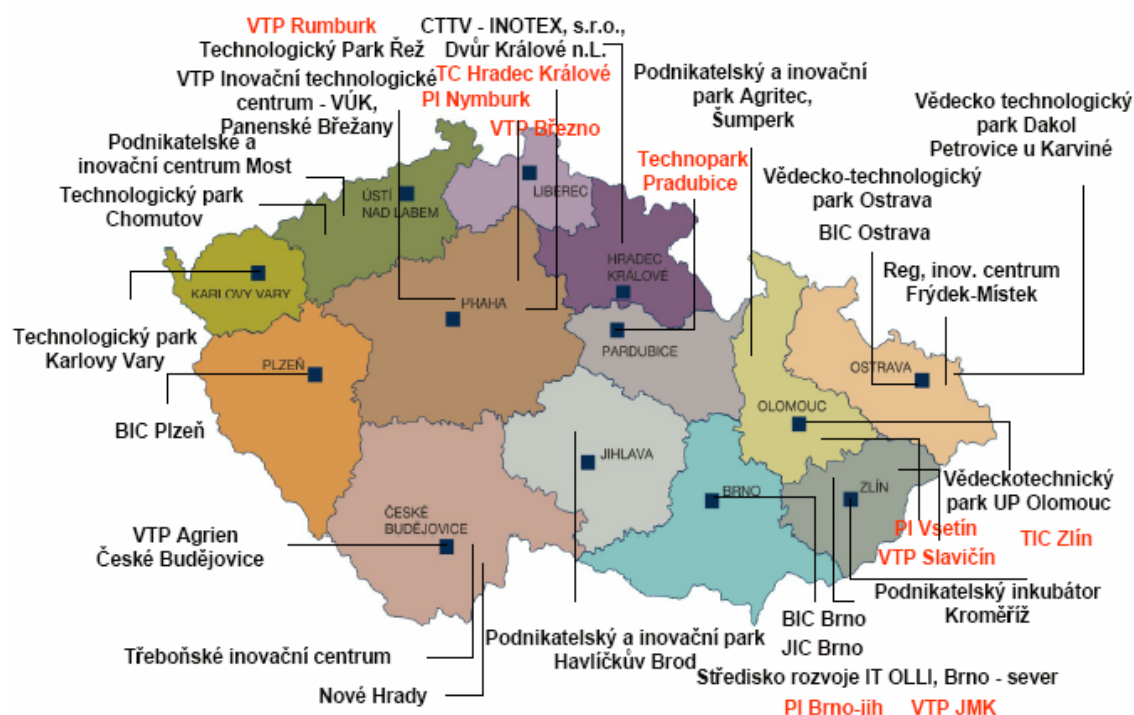 VTP Rumburk
Technologický Park Řež
CTTV - INOTEX, s.r.o.,
Dvůr Králové n.L.
VTP Inovační technologické
centrum - VÚK,
Panenské Břežany
TC Hradec Králové
PI Nymburk
VTP Březno
Podnikatelský a inovační
park Agritec,
Šumperk
Vědecko technologický
park Dakol
Petrovice u Karviné
Podnikatelské a
inovační centrum Most
Technologický park
Chomutov
Technopark
Pradubice
Vědecko-technologický
park Ostrava
BIC Ostrava
Reg, inov. centrum
Frýdek-Místek
ÚSTÍ
NAD LABEM
LIBEREC
HRADEC
KRÁLOVÉ
KARLOVY VARY
PRAHA
PARDUBICE
PLZEŇ
OSTRAVA
OLOMOUC
JIHLAVA
BRNO
ZLÍN
ČESKÉ
BUDĚJOVICE
Technologický park
Karlovy Vary
BIC Plzeň
VTP Agrien
České Budějovice
Třeboňské inovační centrum
Nové Hrady
Podnikatelský a inovační park
Havlíčkův Brod
Vědeckotechnický
park UP Olomouc
PI Vsetín
VTP Slavičín
TIC Zlín
Podnikatelský inkubátor
Kroměříž
BIC Brno
JIC Brno
Středisko rozvoje IT OLLI, Brno - sever
PI Brno-jih
VTP JMK